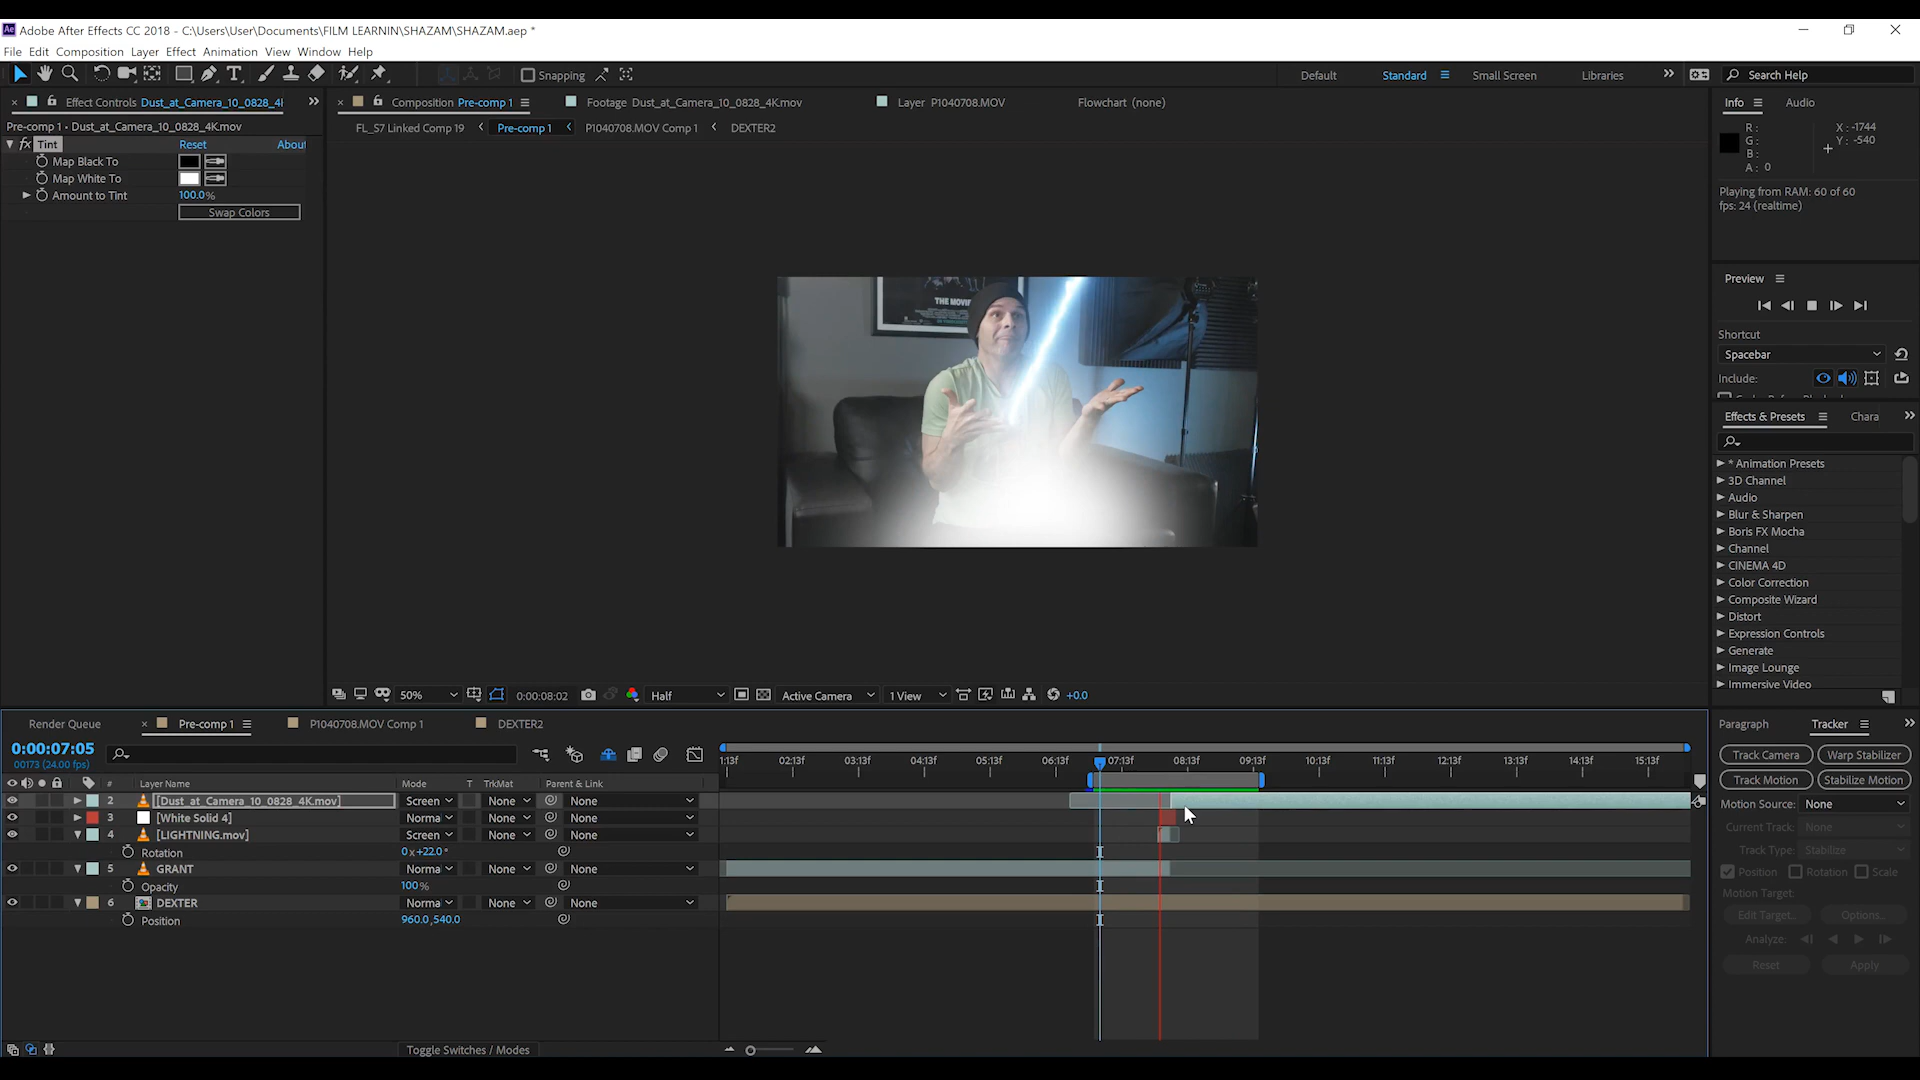 Adobe After Effects CC 2018 - C:\Users\User\Documents\FILM LEARNIN\SHAZAM\SHAZAM.aep *
File Edit Composition Layer Effect Animation View Window Help
Snapping
Default Standard Small Screen Libraries Search Help
Effect Controls Dust_at_Camera_10_0828_4K
Composition Pre-comp 1
Footage Dust_at_Camera_10_0828_4K.mov
Layer P1040708.MOV
Flowchart (none)
Info Audio
Pre-comp 1 • Dust_at_Camera_10_0828_4K.mov
FL_S7 Linked Comp 19 Pre-comp 1 P1040708.MOV Comp 1 DEXTER2
fx Tint Reset About
Map Black To
Map White To
Amount to Tint 100.0%
Swap Colors
R : X : -1744
G : Y : -540
B :
A : 0
Playing from RAM: 60 of 60
fps: 24 (realtime)
THE MOVI
Preview
Shortcut
Spacebar
Include:
Effects & Presets Chara
* Animation Presets
3D Channel
Audio
Blur & Sharpen
Boris FX Mocha
Channel
CINEMA 4D
Color Correction
Composite Wizard
Distort
Expression Controls
Generate
Image Lounge
Immersive Video
50% 0:00:08:02 Half Active Camera 1 View +0.0
Render Queue Pre-comp 1 P1040708.MOV Comp 1 DEXTER2
0:00:07:05
00173 (24.00 fps)
1:13f 02:13f 03:13f 04:13f 05:13f 06:13f 07:13f 08:13f 09:13f 10:13f 11:13f 12:13f 13:13f 14:13f 15:13f
# Layer Name Mode T TrkMat Parent & Link
2 [Dust_at_Camera_10_0828_4K.mov] Screen None None
3 [White Solid 4] Norma None None
4 [LIGHTNING.mov] Screen None None
Rotation 0x+22.0°
5 GRANT Norma None None
Opacity 100%
6 DEXTER Norma None None
Position 960.0,540.0
Toggle Switches / Modes
Paragraph Tracker
Track Camera Warp Stabilizer
Track Motion Stabilize Motion
Motion Source: None
Current Track: None
Track Type: Stabilize
Position Rotation Scale
Motion Target:
Edit Target... Options...
Analyze:
Reset Apply